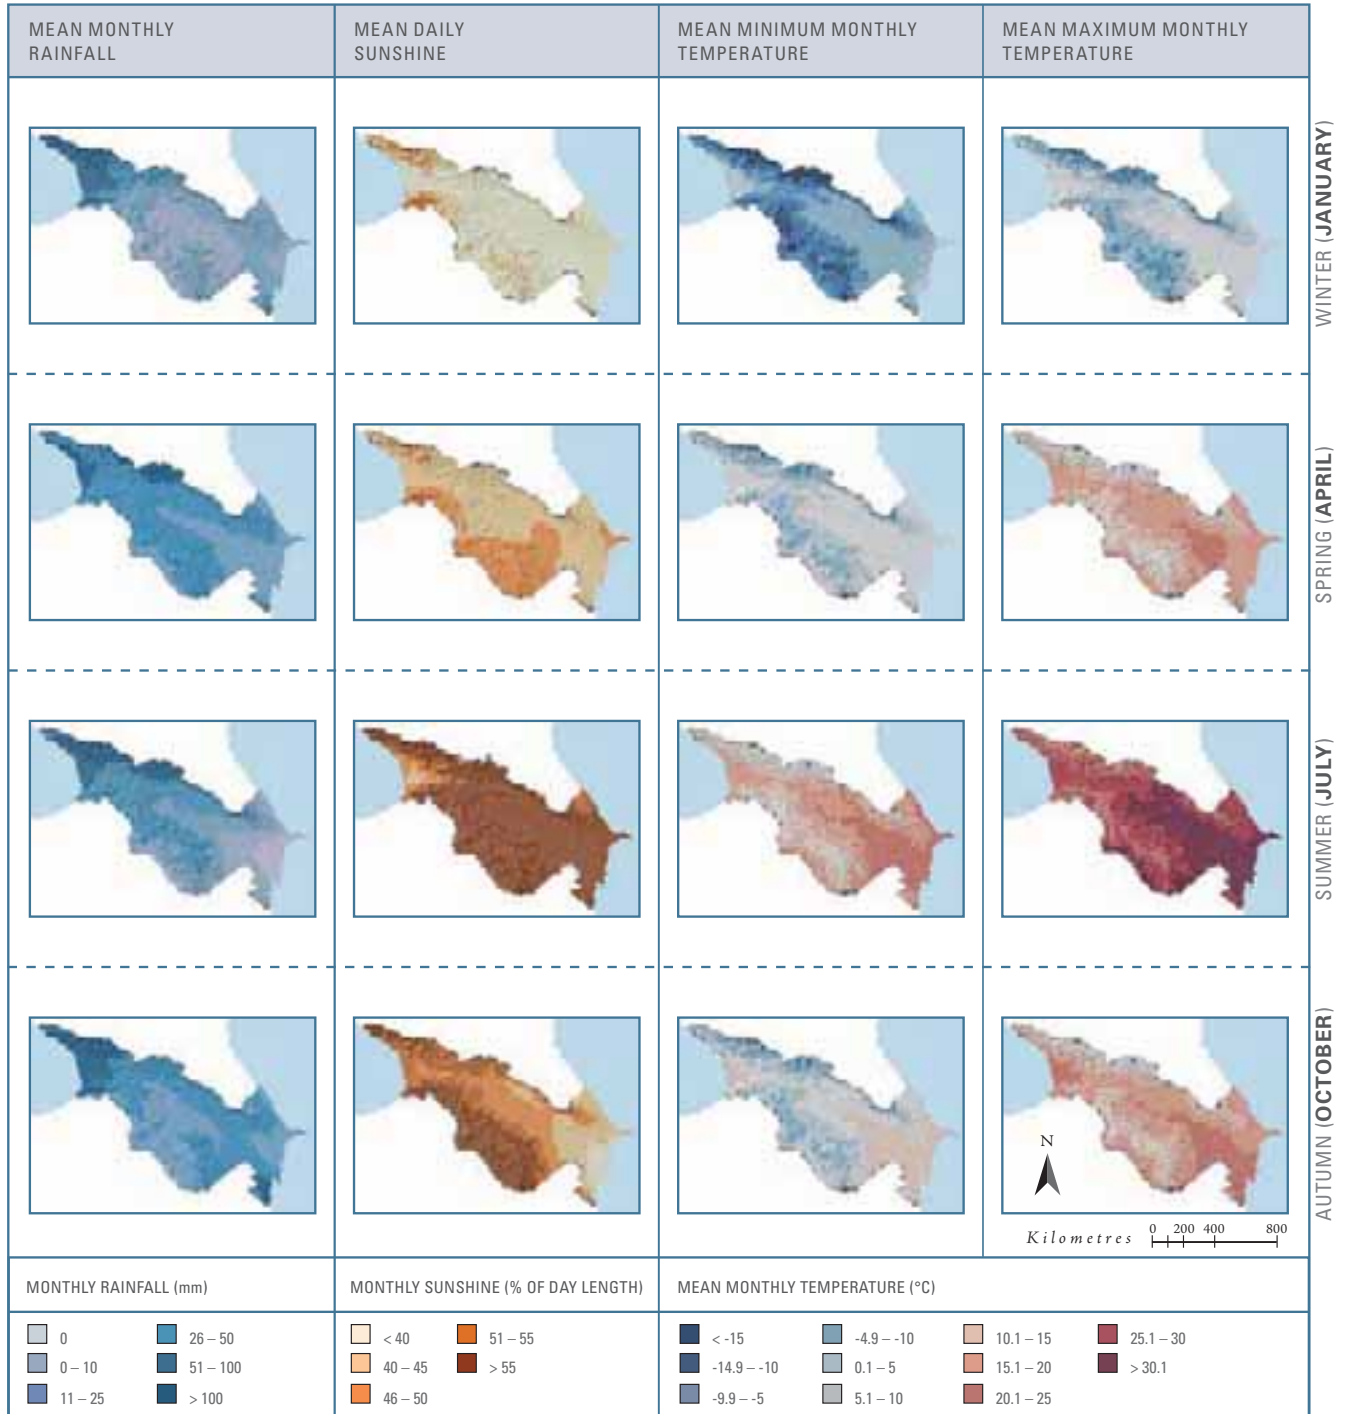 MEAN MONTHLY
RAINFALL
MEAN DAILY
SUNSHINE
MEAN MINIMUM MONTHLY
TEMPERATURE
MEAN MAXIMUM MONTHLY
TEMPERATURE
WINTER (JANUARY)
SPRING (APRIL)
SUMMER (JULY)
AUTUMN (OCTOBER)
N
Kilometres
0 200 400 800
MONTHLY RAINFALL (mm)
0
0 – 10
11 – 25
26 – 50
51 – 100
> 100
MONTHLY SUNSHINE (% OF DAY LENGTH)
< 40
40 – 45
46 – 50
51 – 55
> 55
MEAN MONTHLY TEMPERATURE (°C)
< -15
-14.9 – -10
-9.9 – -5
-4.9 – -10
0.1 – 5
5.1 – 10
10.1 – 15
15.1 – 20
20.1 – 25
25.1 – 30
> 30.1